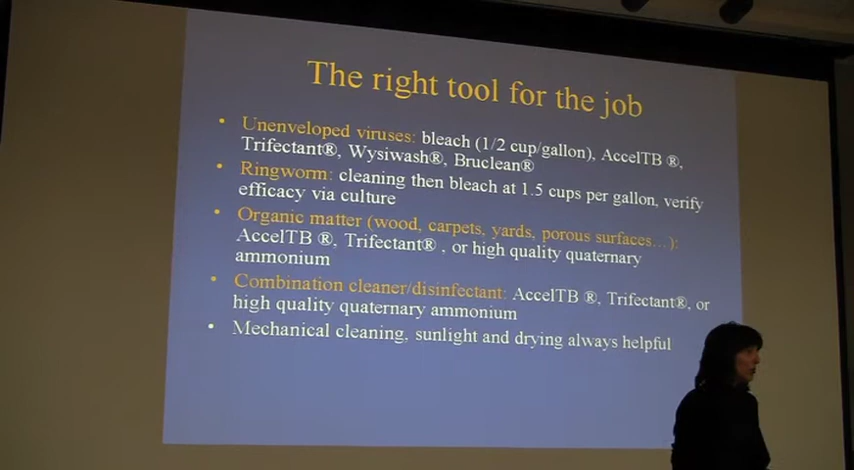 The right tool for the job
• Unenveloped viruses: bleach (1/2 cup/gallon), AccelTB ®,
Trifectant®, Wysiwash®, Bruclean®
• Ringworm: cleaning then bleach at 1.5 cups per gallon, verify
efficacy via culture
• Organic matter (wood, carpets, yards, porous surfaces...):
AccelTB ®, Trifectant® , or high quality quaternary
ammonium
• Combination cleaner/disinfectant: AccelTB ®, Trifectant®, or
high quality quaternary ammonium
• Mechanical cleaning, sunlight and drying always helpful